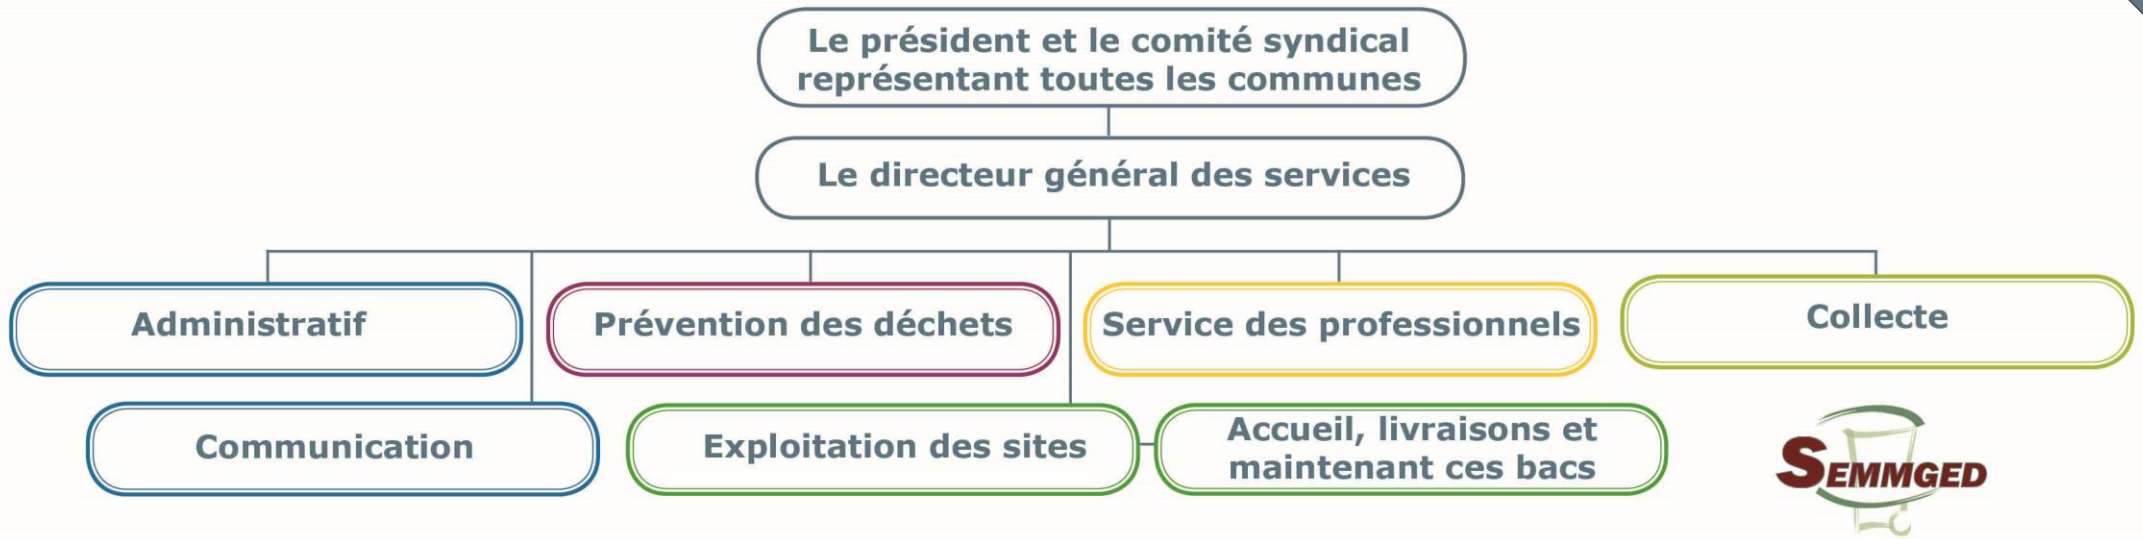 Le président et le comité syndical
représentant toutes les communes
Le directeur général des services
Administratif
Prévention des déchets
Service des professionnels
Collecte
Communication
Exploitation des sites
Accueil, livraisons et
maintenant ces bacs
SEMMGED